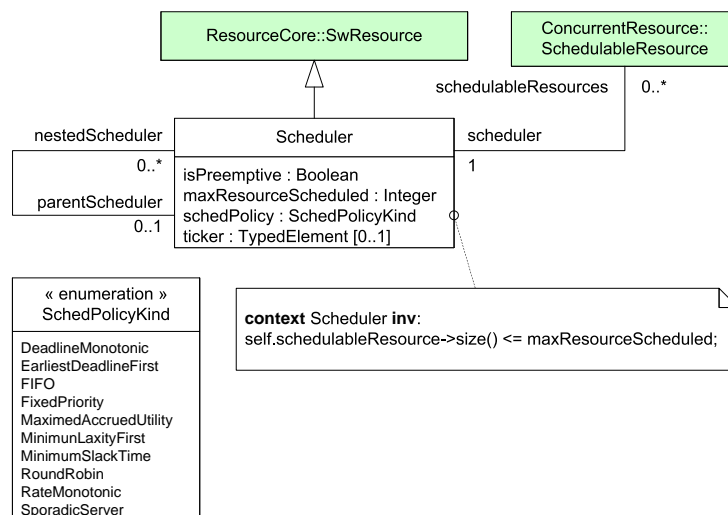 ResourceCore::SwResource
ConcurrentResource::
SchedulableResource
schedulableResources
0..*
nestedScheduler
0..*
parentScheduler
0..1
Scheduler
isPreemptive : Boolean
maxResourceScheduled : Integer
schedPolicy : SchedPolicyKind
ticker : TypedElement [0..1]
scheduler
1
« enumeration »
SchedPolicyKind
DeadlineMonotonic
EarliestDeadlineFirst
FIFO
FixedPriority
MaximedAccruedUtility
MinimunLaxityFirst
MinimumSlackTime
RoundRobin
RateMonotonic
SporadicServer
context Scheduler inv:
self.schedulableResource->size() <= maxResourceScheduled;